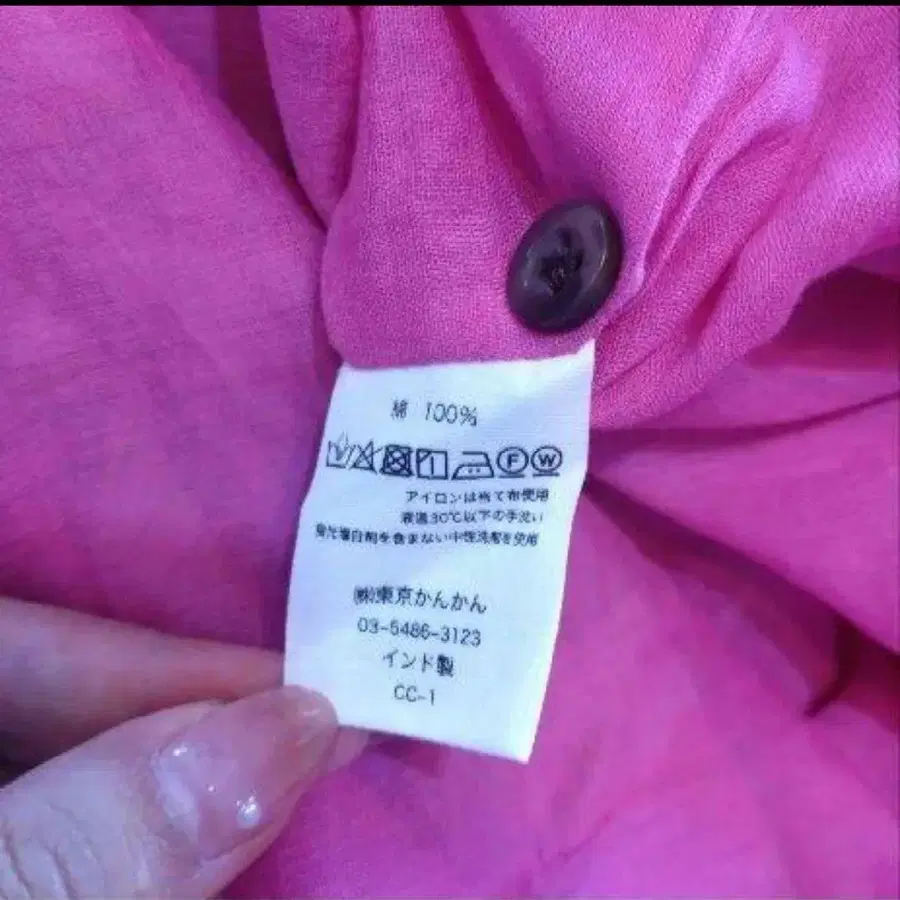 綿 100%
F W
アイロンは当て布使用
液温30℃以下の手洗い
蛍光増白剤を含まない中性洗剤を使用
㈱東京かんかん
03-5486-3123
インド製
CC-1